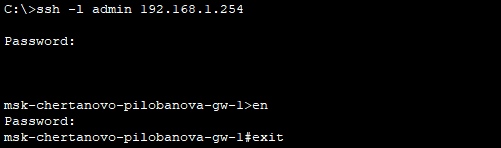 C:\>ssh -l admin 192.168.1.254
Password:
msk-chertanovo-pilobanova-gw-1>en
Password:
msk-chertanovo-pilobanova-gw-1#exit